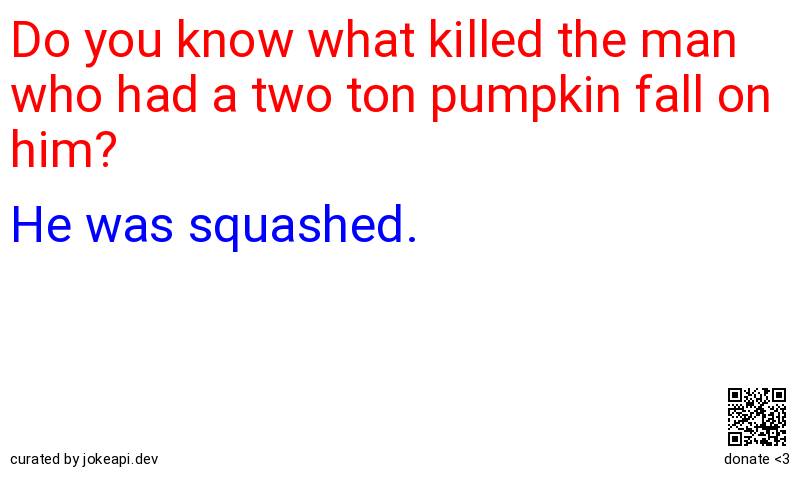 Do you know what killed the man
who had a two ton pumpkin fall on
him?
He was squashed.
curated by jokeapi.dev
donate <3